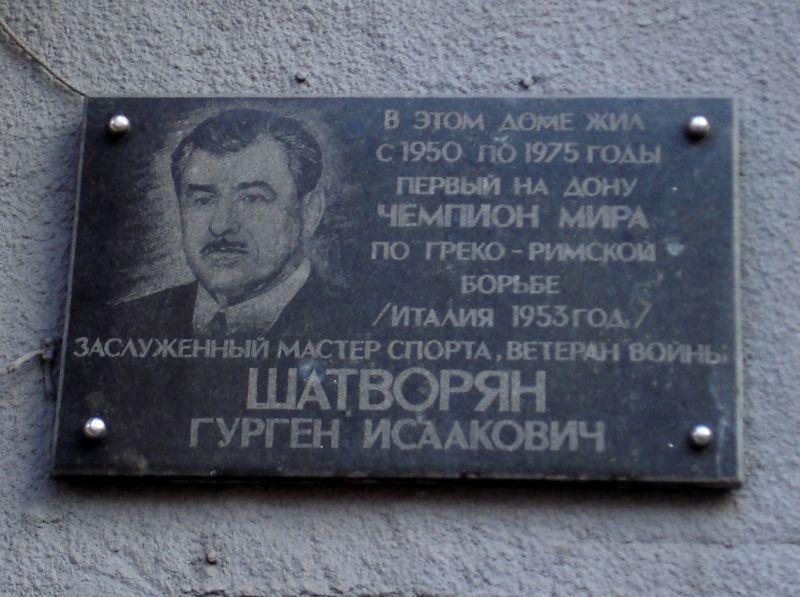 В ЭТОМ ДОМЕ ЖИЛ
С 1950 ПО 1975 ГОДЫ
ПЕРВЫЙ НА ДОНУ
ЧЕМПИОН МИРА
ПО ГРЕКО - РИМСКОЙ
БОРЬБЕ
/ИТАЛИЯ 1953 ГОД,/
ЗАСЛУЖЕННЫЙ МАСТЕР СПОРТА, ВЕТЕРАН ВОЙНЫ
ШАТВОРЯН
ГУРГЕН ИСААКОВИЧ